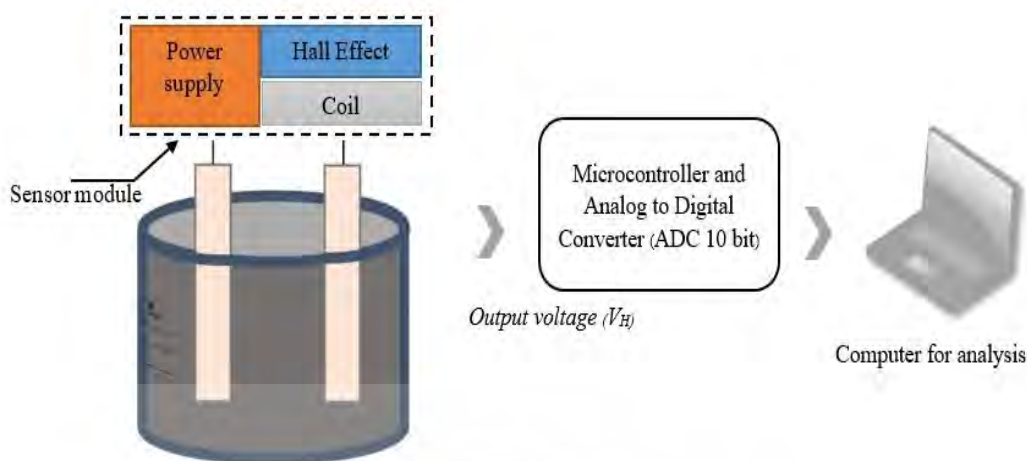 Power
supply
Hall Effect
Coil
Sensor module
Microcontroller and
Analog to Digital
Converter (ADC 10 bit)
Output voltage (VH)
Computer for analysis